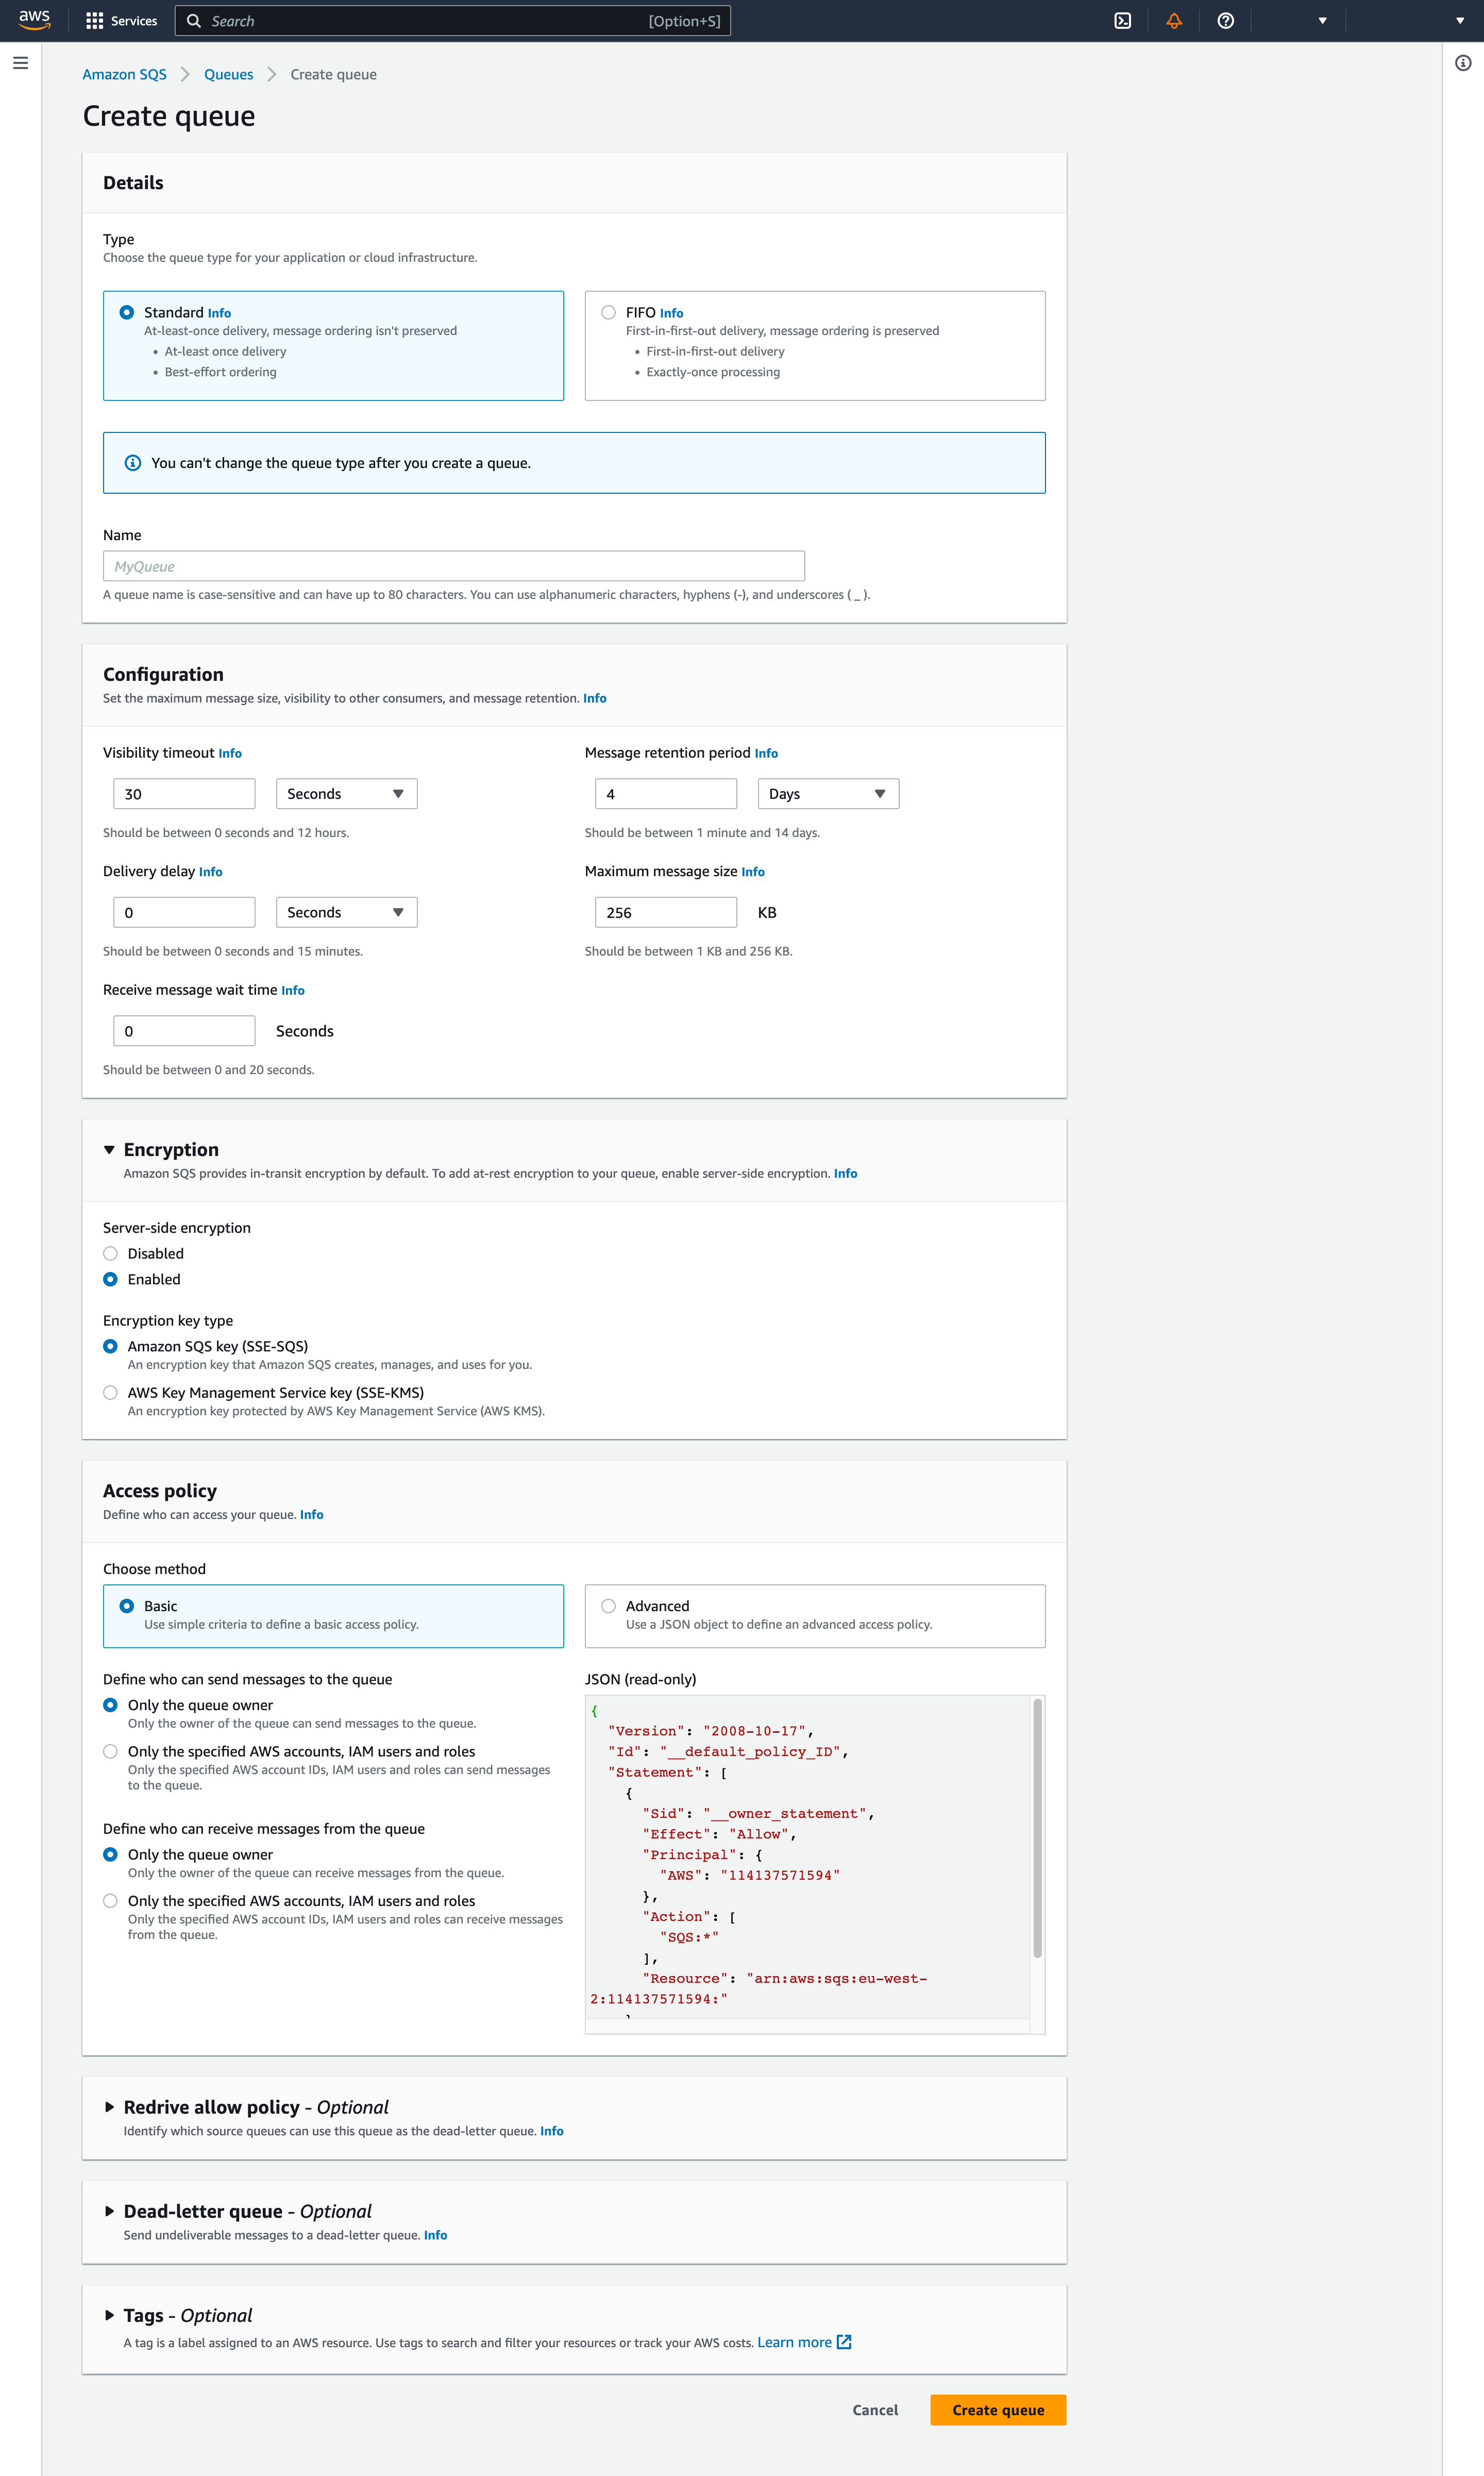 aws
Services
Search [Option+S]
Amazon SQS > Queues > Create queue
Create queue
Details
Type
Choose the queue type for your application or cloud infrastructure.
Standard Info
At-least-once delivery, message ordering isn't preserved
• At-least once delivery
• Best-effort ordering
FIFO Info
First-in-first-out delivery, message ordering is preserved
• First-in-first-out delivery
• Exactly-once processing
You can't change the queue type after you create a queue.
Name
MyQueue
A queue name is case-sensitive and can have up to 80 characters. You can use alphanumeric characters, hyphens (-), and underscores ( _ ).
Configuration
Set the maximum message size, visibility to other consumers, and message retention. Info
Visibility timeout Info
30 Seconds
Should be between 0 seconds and 12 hours.
Message retention period Info
4 Days
Should be between 1 minute and 14 days.
Delivery delay Info
0 Seconds
Should be between 0 seconds and 15 minutes.
Maximum message size Info
256 KB
Should be between 1 KB and 256 KB.
Receive message wait time Info
0 Seconds
Should be between 0 and 20 seconds.
Encryption
Amazon SQS provides in-transit encryption by default. To add at-rest encryption to your queue, enable server-side encryption. Info
Server-side encryption
Disabled
Enabled
Encryption key type
Amazon SQS key (SSE-SQS)
An encryption key that Amazon SQS creates, manages, and uses for you.
AWS Key Management Service key (SSE-KMS)
An encryption key protected by AWS Key Management Service (AWS KMS).
Access policy
Define who can access your queue. Info
Choose method
Basic
Use simple criteria to define a basic access policy.
Advanced
Use a JSON object to define an advanced access policy.
Define who can send messages to the queue
Only the queue owner
Only the owner of the queue can send messages to the queue.
Only the specified AWS accounts, IAM users and roles
Only the specified AWS account IDs, IAM users and roles can send messages
to the queue.
Define who can receive messages from the queue
Only the queue owner
Only the owner of the queue can receive messages from the queue.
Only the specified AWS accounts, IAM users and roles
Only the specified AWS account IDs, IAM users and roles can receive messages
from the queue.
JSON (read-only)
{
"Version": "2008-10-17",
"Id": "__default_policy_ID",
"Statement": [
{
"Sid": "__owner_statement",
"Effect": "Allow",
"Principal": {
"AWS": "114137571594"
},
"Action": [
"SQS:*"
],
"Resource": "arn:aws:sqs:eu-west-
2:114137571594:"
}
Redrive allow policy - Optional
Identify which source queues can use this queue as the dead-letter queue. Info
Dead-letter queue - Optional
Send undeliverable messages to a dead-letter queue. Info
Tags - Optional
A tag is a label assigned to an AWS resource. Use tags to search and filter your resources or track your AWS costs. Learn more
Cancel
Create queue